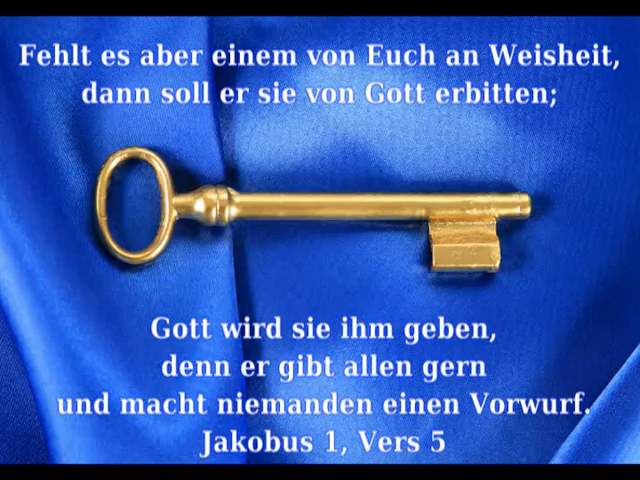 Fehlt es aber einem von Euch an Weisheit,
dann soll er sie von Gott erbitten;
Gott wird sie ihm geben,
denn er gibt allen gern
und macht niemanden einen Vorwurf.
Jakobus 1, Vers 5